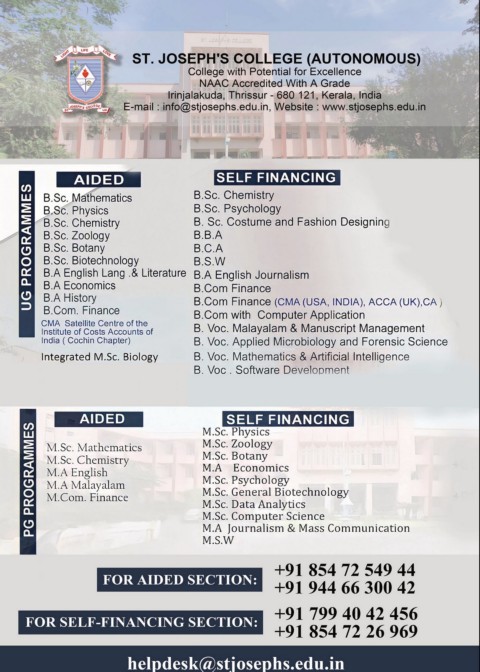 ST. JOSEPH'S COLLEGE (AUTONOMOUS)
College with Potential for Excellence
NAAC Accredited With A Grade
Irinjalakuda, Thrissur - 680 121, Kerala, India
E-mail : info@stjosephs.edu.in, Website : www.stjosephs.edu.in
UG PROGRAMMES
AIDED
B.Sc. Mathematics
B.Sc. Physics
B.Sc. Chemistry
B.Sc. Zoology
B.Sc. Botany
B.Sc. Biotechnology
B.A English Lang .& Literature
B.A Economics
B.A History
B.Com. Finance
CMA Satellite Centre of the
Institute of Costs Accounts of
India ( Cochin Chapter)
Integrated M.Sc. Biology
SELF FINANCING
B.Sc. Chemistry
B.Sc. Psychology
B. Sc. Costume and Fashion Designing
B.B.A
B.C.A
B.S.W
B.A English Journalism
B.Com Finance
B.Com Finance (CMA (USA, INDIA), ACCA (UK),CA )
B.Com with Computer Application
B. Voc. Malayalam & Manuscript Management
B. Voc. Applied Microbiology and Forensic Science
B. Voc. Mathematics & Artificial Intelligence
B. Voc . Software Development
PG PROGRAMMES
AIDED
M.Sc. Mathematics
M.Sc. Chemistry
M.A English
M.A Malayalam
M.Com. Finance
SELF FINANCING
M.Sc. Physics
M.Sc. Zoology
M.Sc. Botany
M.A Economics
M.Sc. Psychology
M.Sc. General Biotechnology
M.Sc. Data Analytics
M.Sc. Computer Science
M.A Journalism & Mass Communication
M.S.W
FOR AIDED SECTION:
+91 854 72 549 44
+91 944 66 300 42
FOR SELF-FINANCING SECTION:
+91 799 40 42 456
+91 854 72 26 969
helpdesk@stjosephs.edu.in